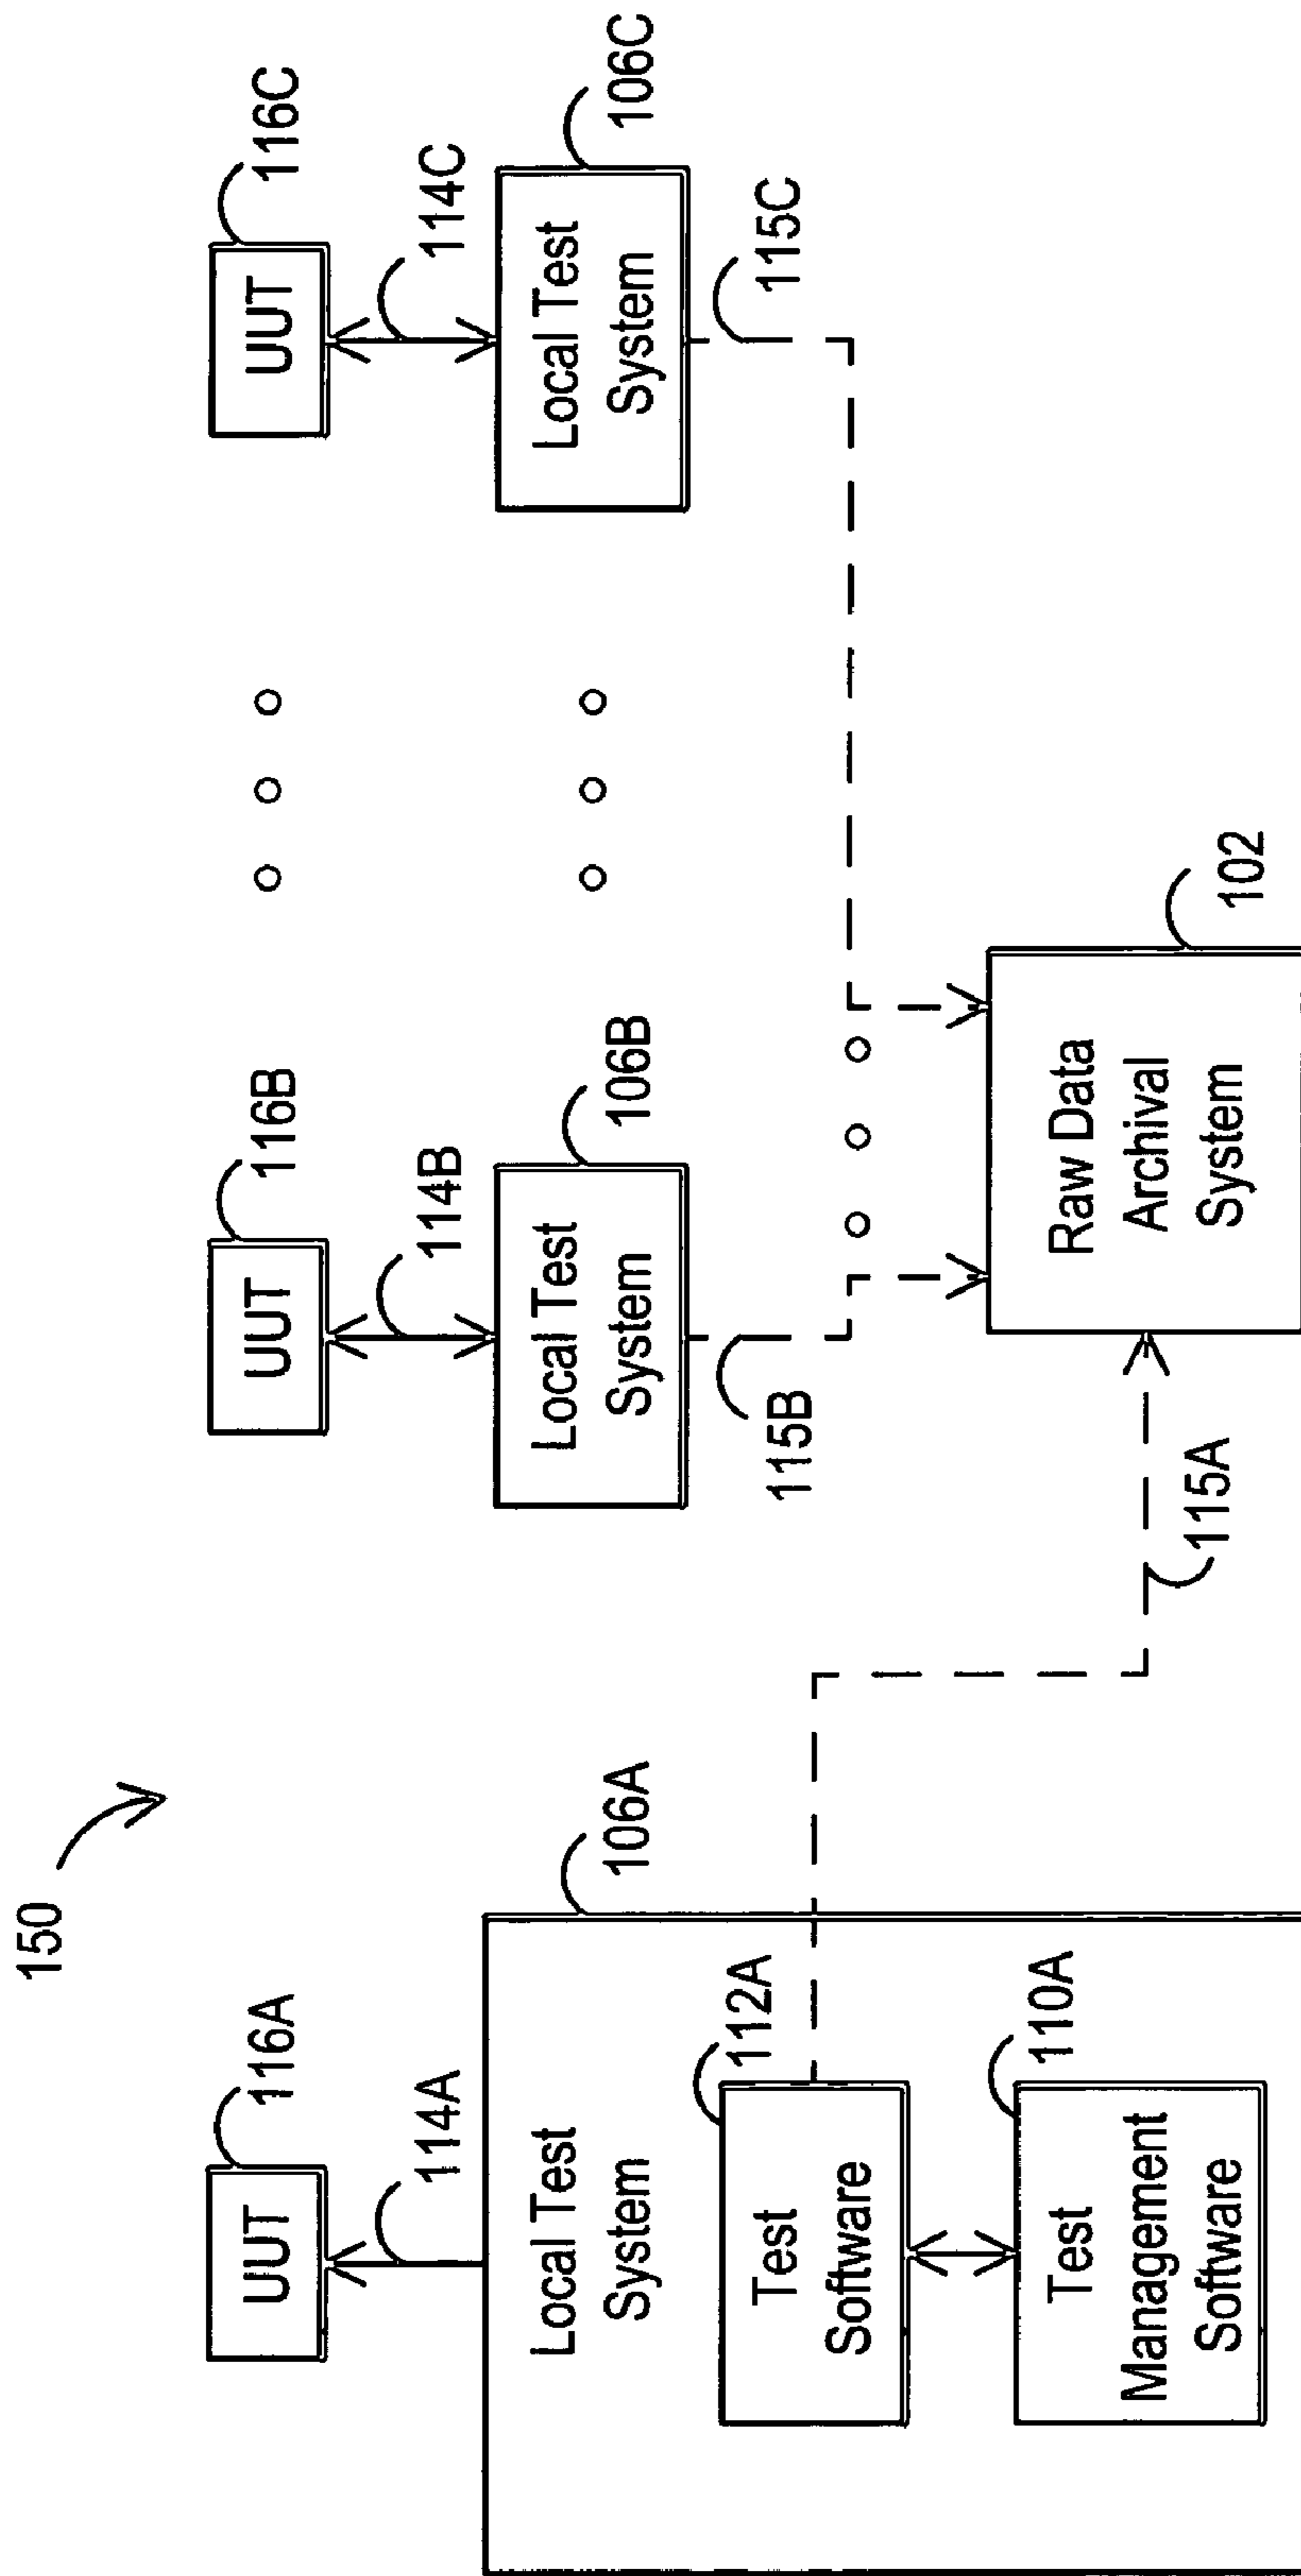 150
116A
UUT
114A
106A
Local Test
System
112A
Test
Software
110A
Test
Management
Software
116B
UUT
114B
106B
Local Test
System
115B
116C
UUT
114C
106C
Local Test
System
115C
115A
102
Raw Data
Archival
System